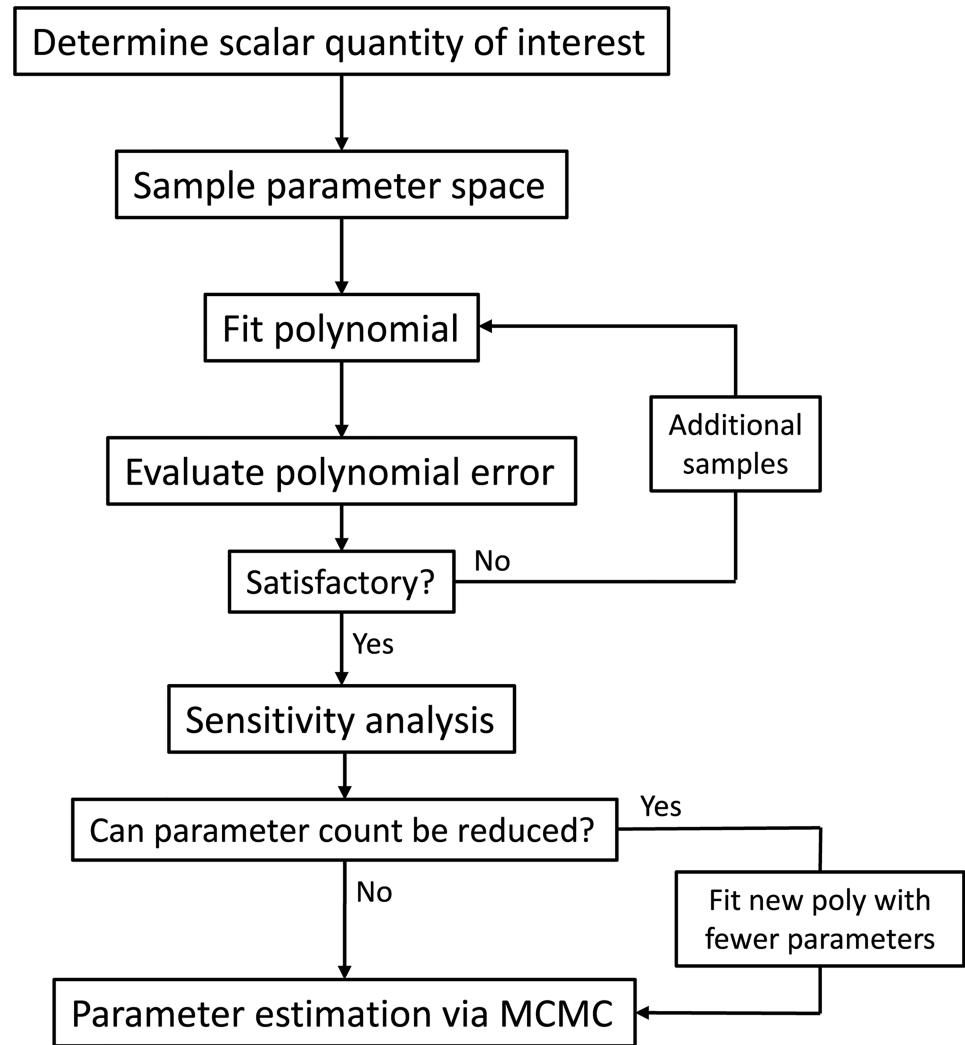 Determine scalar quantity of interest
Sample parameter space
Fit polynomial
Additional
samples
Evaluate polynomial error
Satisfactory?
No
Yes
Sensitivity analysis
Can parameter count be reduced?
Yes
No
Fit new poly with
fewer parameters
Parameter estimation via MCMC